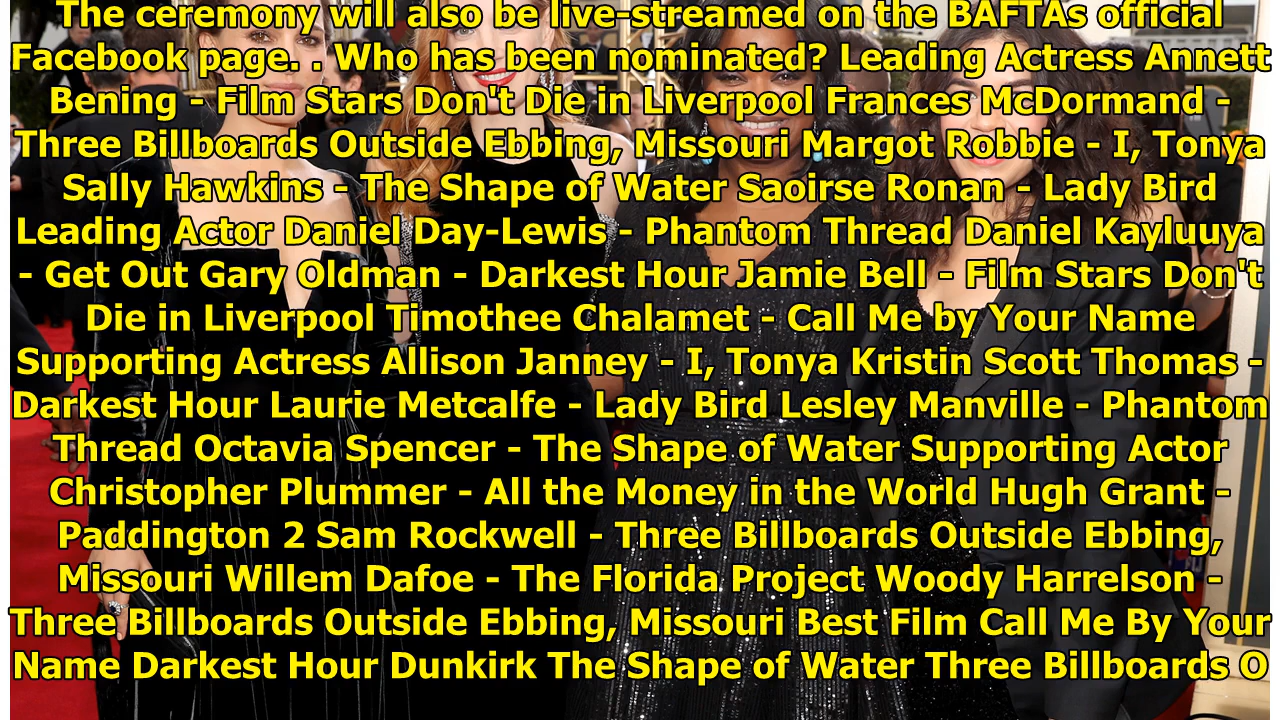 The ceremony will also be live-streamed on the BAFTAs official
Facebook page. . Who has been nominated? Leading Actress Annett
Bening - Film Stars Don't Die in Liverpool Frances McDormand -
Three Billboards Outside Ebbing, Missouri Margot Robbie - I, Tonya
Sally Hawkins - The Shape of Water Saoirse Ronan - Lady Bird
Leading Actor Daniel Day-Lewis - Phantom Thread Daniel Kayluuya
- Get Out Gary Oldman - Darkest Hour Jamie Bell - Film Stars Don't
Die in Liverpool Timothee Chalamet - Call Me by Your Name
Supporting Actress Allison Janney - I, Tonya Kristin Scott Thomas -
Darkest Hour Laurie Metcalfe - Lady Bird Lesley Manville - Phantom
Thread Octavia Spencer - The Shape of Water Supporting Actor
Christopher Plummer - All the Money in the World Hugh Grant -
Paddington 2 Sam Rockwell - Three Billboards Outside Ebbing,
Missouri Willem Dafoe - The Florida Project Woody Harrelson -
Three Billboards Outside Ebbing, Missouri Best Film Call Me By Your
Name Darkest Hour Dunkirk The Shape of Water Three Billboards O